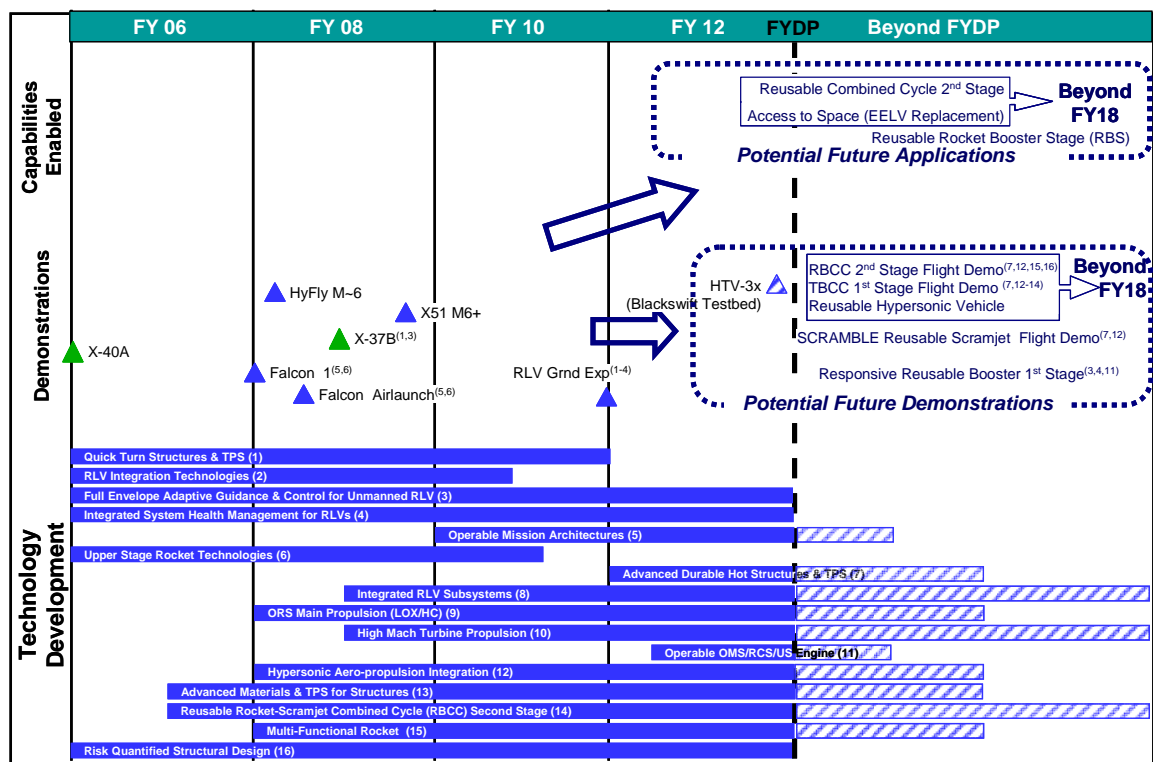 FY 06 FY 08 FY 10 FY 12 FYDP Beyond FYDP
Capabilities
Enabled
Reusable Combined Cycle 2nd Stage
Access to Space (EELV Replacement)
Beyond
FY18
Reusable Rocket Booster Stage (RBS)
Potential Future Applications
Demonstrations
HyFly M~6
X51 M6+
X-37B(1,3)
X-40A
Falcon 1(5,6)
Falcon Airlaunch(5,6)
RLV Grnd Exp(1-4)
HTV-3x
(Blackswift Testbed)
RBCC 2nd Stage Flight Demo(7,12,15,16)
TBCC 1st Stage Flight Demo (7,12-14)
Reusable Hypersonic Vehicle
Beyond
FY18
SCRAMBLE Reusable Scramjet Flight Demo(7,12)
Responsive Reusable Booster 1st Stage(3,4,11)
Potential Future Demonstrations
Technology
Development
Quick Turn Structures & TPS (1)
RLV Integration Technologies (2)
Full Envelope Adaptive Guidance & Control for Unmanned RLV (3)
Integrated System Health Management for RLVs (4)
Operable Mission Architectures (5)
Upper Stage Rocket Technologies (6)
Advanced Durable Hot Structures & TPS (7)
Integrated RLV Subsystems (8)
ORS Main Propulsion (LOX/HC) (9)
High Mach Turbine Propulsion (10)
Operable OMS/RCS/US Engine (11)
Hypersonic Aero-propulsion Integration (12)
Advanced Materials & TPS for Structures (13)
Reusable Rocket-Scramjet Combined Cycle (RBCC) Second Stage (14)
Multi-Functional Rocket (15)
Risk Quantified Structural Design (16)